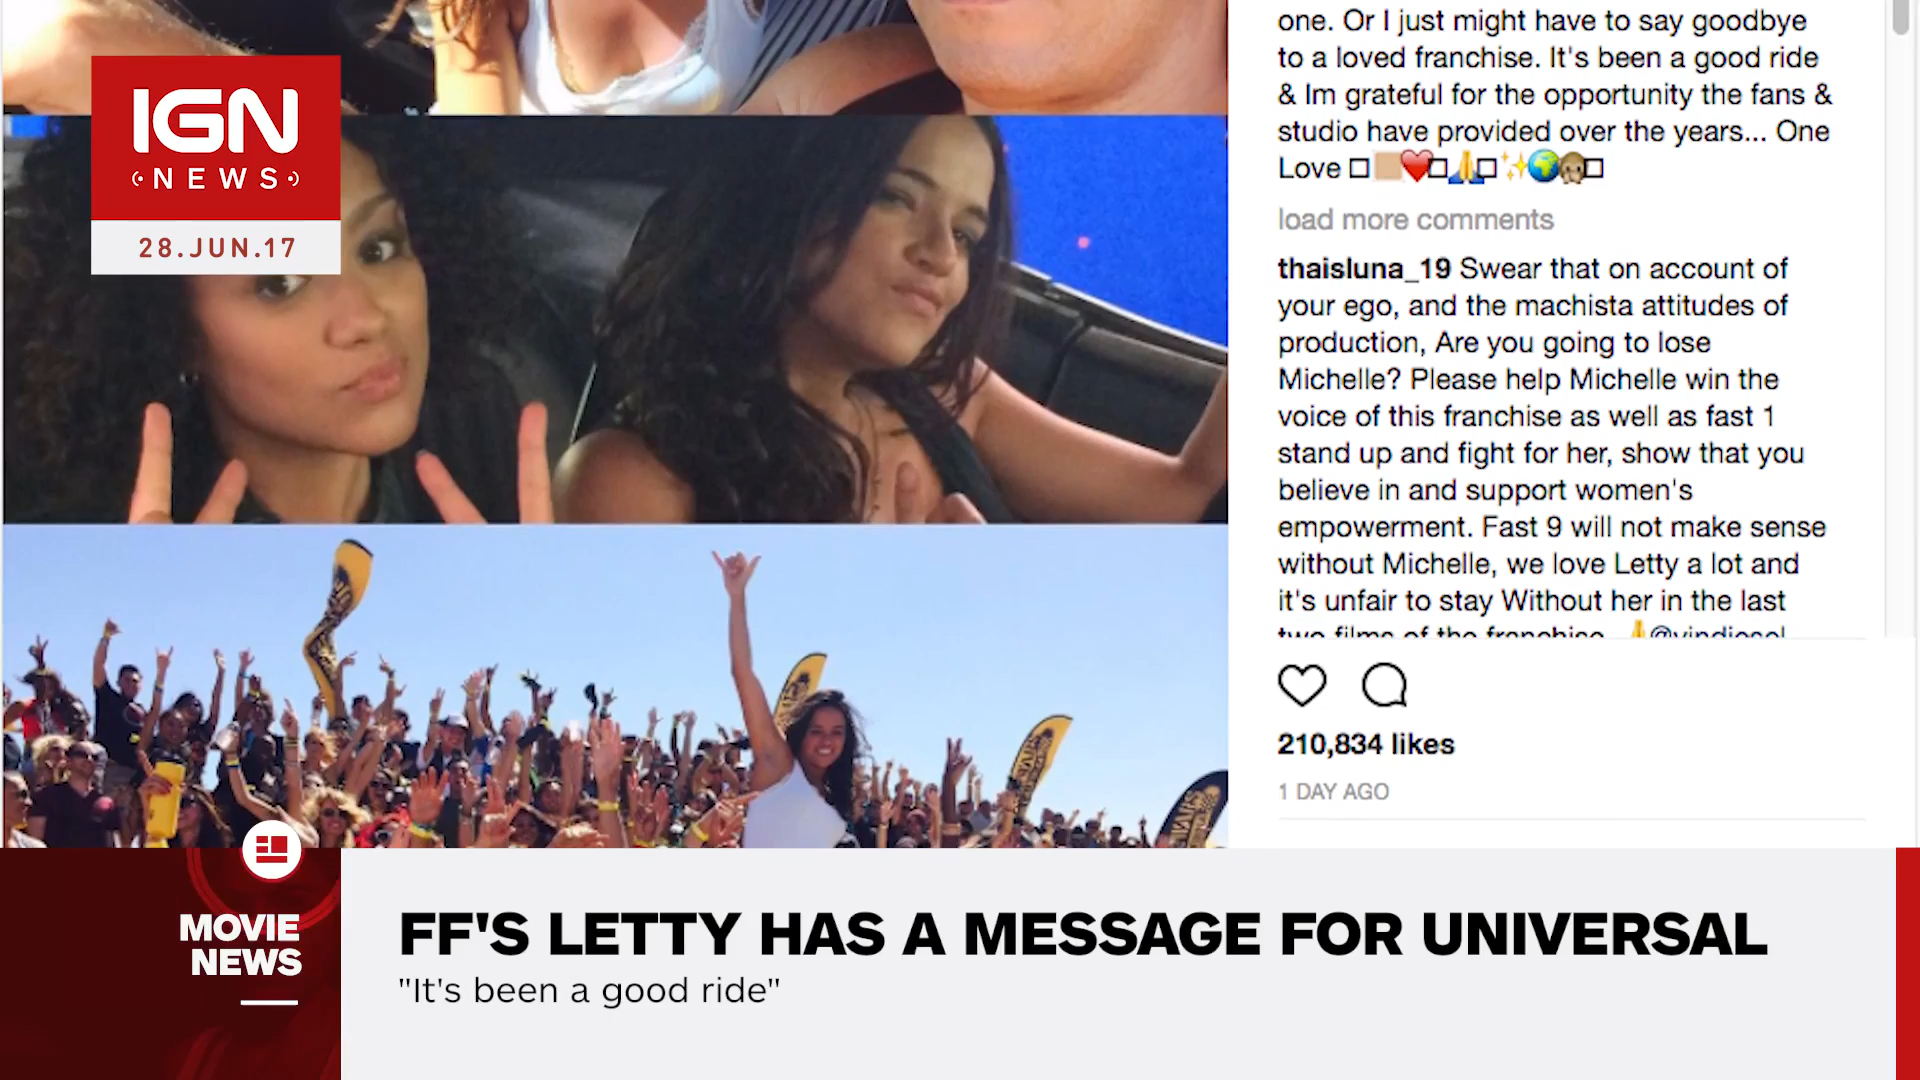 IGN
NEWS
28.JUN.17
one. Or I just might have to say goodbye
to a loved franchise. It's been a good ride
& Im grateful for the opportunity the fans &
studio have provided over the years... One
Love
load more comments
thaisluna_19 Swear that on account of
your ego, and the machista attitudes of
production, Are you going to lose
Michelle? Please help Michelle win the
voice of this franchise as well as fast 1
stand up and fight for her, show that you
believe in and support women's
empowerment. Fast 9 will not make sense
without Michelle, we love Letty a lot and
it's unfair to stay Without her in the last
two films of the franchise. 🙏@vindiesel
210,834 likes
1 DAY AGO
MOVIE
NEWS
FF'S LETTY HAS A MESSAGE FOR UNIVERSAL
"It's been a good ride"